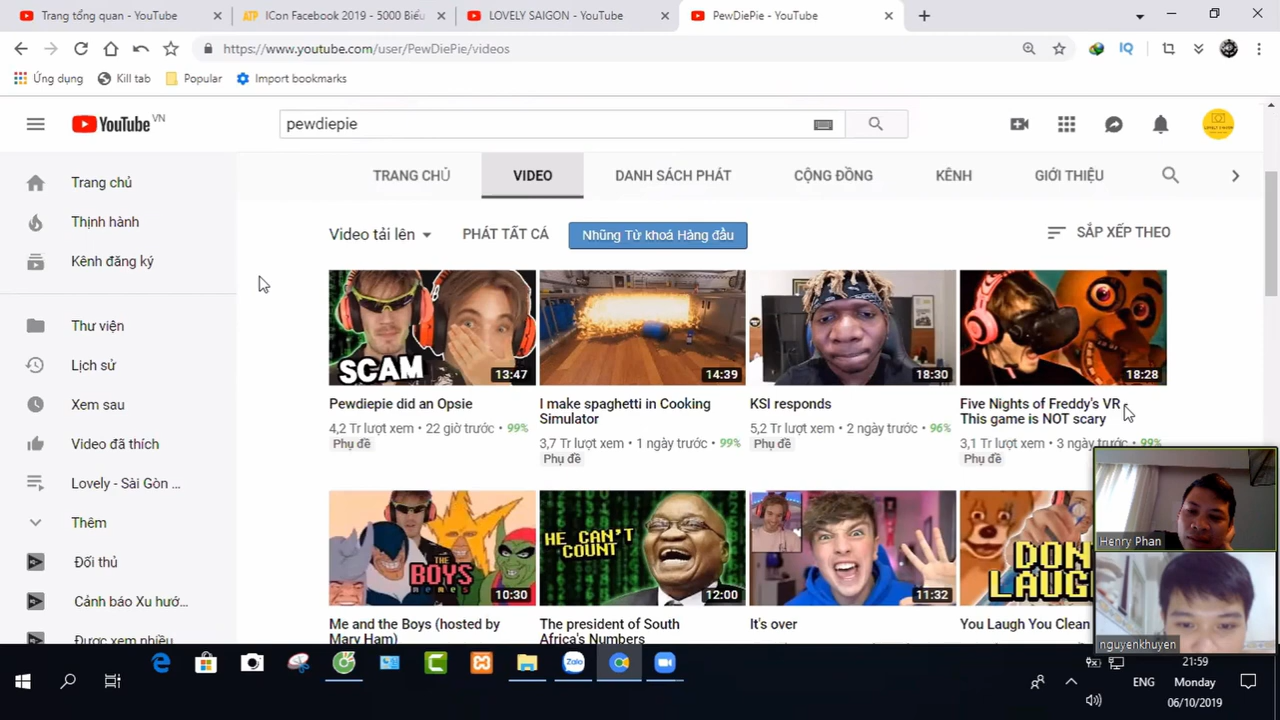 Trang tổng quan - YouTube
ATP
ICon Facebook 2019 - 5000 Biểu
LOVELY SAIGON - YouTube
PewDiePie - YouTube
https://www.youtube.com/user/PewDiePie/videos
IQ
Ứng dụng
Kill tab
Popular
Import bookmarks
YouTube VN
pewdiepie
TRANG CHỦ
VIDEO
DANH SÁCH PHÁT
CỘNG ĐỒNG
KÊNH
GIỚI THIỆU
Trang chủ
Thịnh hành
Kênh đăng ký
Thư viện
Lịch sử
Xem sau
Video đã thích
Lovely - Sài Gòn ...
Thêm
Đối thủ
Cảnh báo Xu hướ...
Được xem nhiều
Video tải lên
PHÁT TẤT CẢ
Những Từ khoá Hàng đầu
SẮP XẾP THEO
SCAM
13:47
14:39
18:30
18:28
Pewdiepie did an Opsie
4,2 Tr lượt xem • 22 giờ trước • 99%
Phụ đề
I make spaghetti in Cooking
Simulator
3,7 Tr lượt xem • 1 ngày trước • 99%
Phụ đề
KSI responds
5,2 Tr lượt xem • 2 ngày trước • 96%
Phụ đề
Five Nights of Freddy's VR -
This game is NOT scary
3,1 Tr lượt xem • 3 ngày trước • 99%
Phụ đề
THE
BOYS
MEMES
10:30
HE CAN'T
COUNT
12:00
11:32
DON
LAUGH
Me and the Boys (hosted by
Mary Ham)
The president of South
Africa's Numbers
It's over
You Laugh You Clean
Henry Phan
nguyenkhuyen
Zalo
ENG
21:59
Monday
06/10/2019